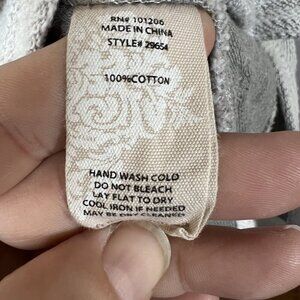 RN# 101206
MADE IN CHINA
STYLE# 29654
100%COTTON
HAND WASH COLD
DO NOT BLEACH
LAY FLAT TO DRY
COOL IRON IF NEEDED
MAY BE DRY CLEANED